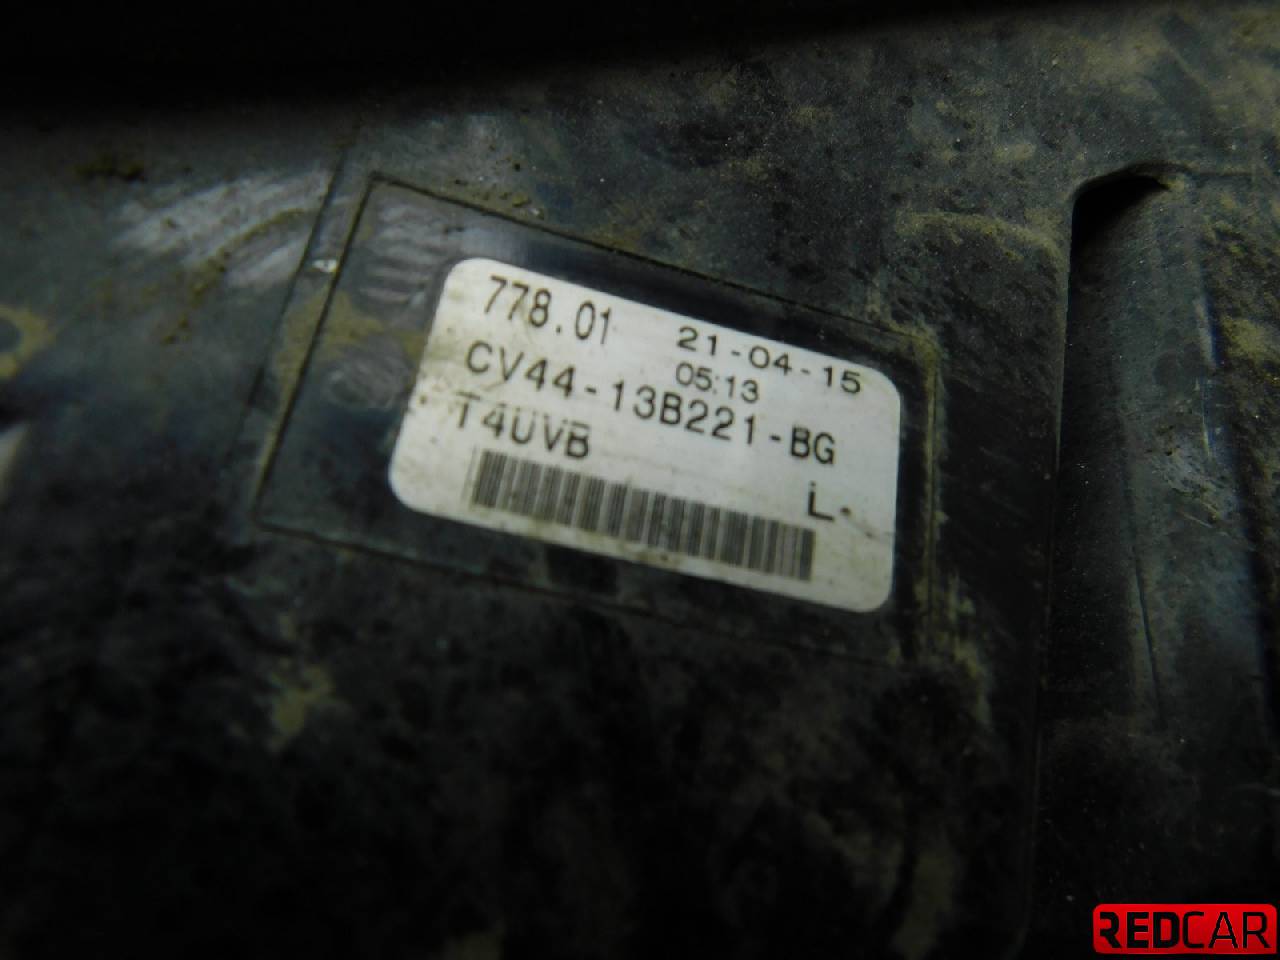 778.01 21-04-15
05:13
CV44-13B221-BG
T4UVB
L
REDCAR